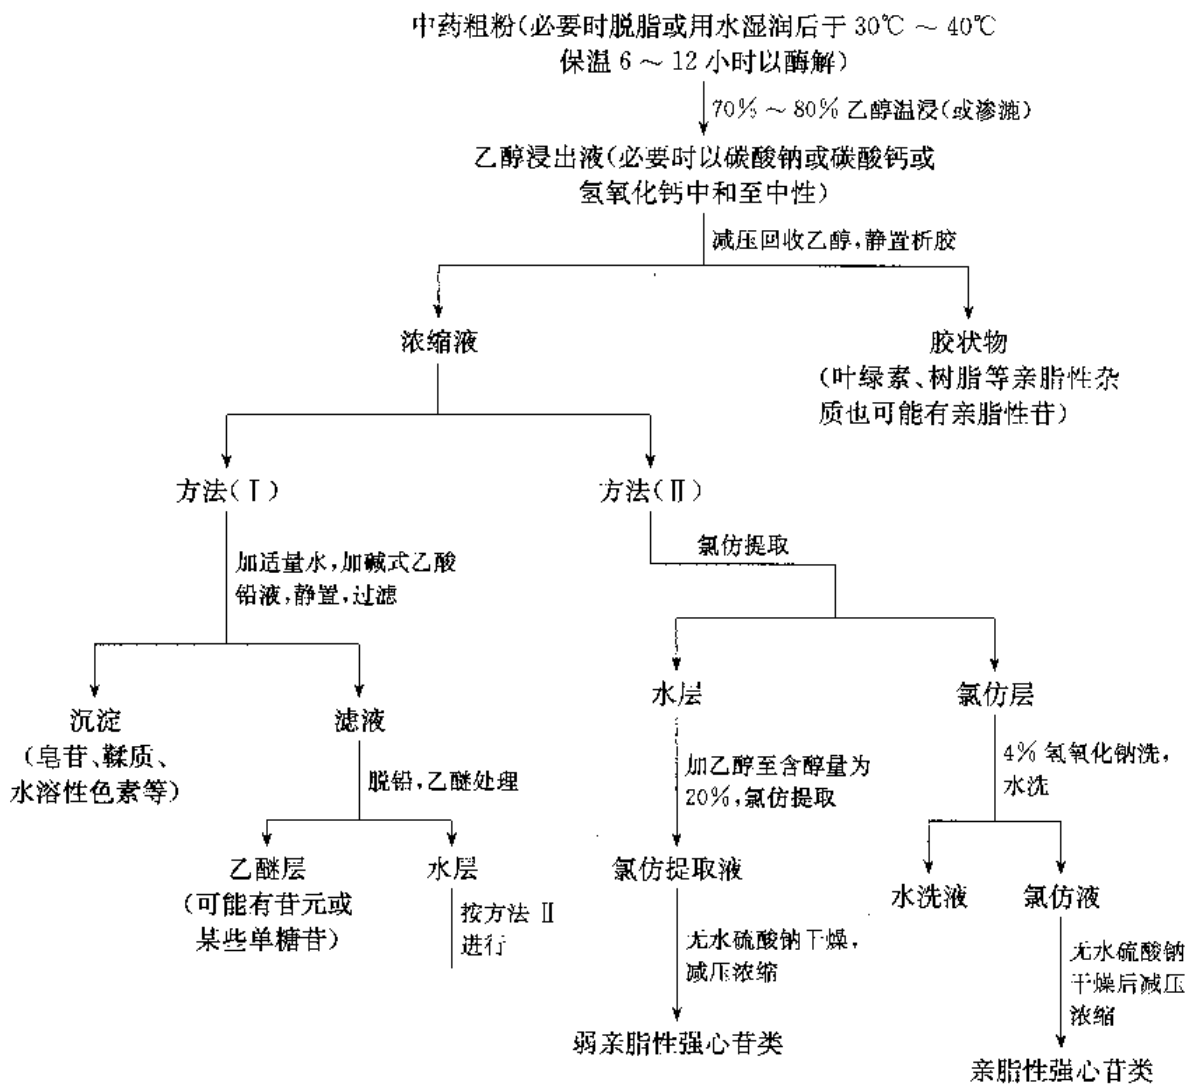 中药粗粉(必要时脱脂或用水湿润后于30℃～40℃
保温6～12小时以酶解)
70%～80%乙醇温浸(或渗漉)
乙醇浸出液(必要时以碳酸钠或碳酸钙或
氢氧化钙中和至中性)
减压回收乙醇,静置析胶
浓缩液
胶状物
(叶绿素、树脂等亲脂性杂
质也可能有亲脂性苷)
方法(Ⅰ)
方法(Ⅱ)
加适量水,加碱式乙酸
铅液,静置,过滤
氯仿提取
沉淀
(皂苷、鞣质、
水溶性色素等)
滤液
水层
氯仿层
脱铅,乙醚处理
加乙醇至含醇量为
20%,氯仿提取
4%氢氧化钠洗,
水洗
乙醚层
(可能有苷元或
某些单糖苷)
水层
按方法Ⅱ
进行
氯仿提取液
水洗液
氯仿液
无水硫酸钠干燥,
减压浓缩
无水硫酸钠
干燥后减压
浓缩
弱亲脂性强心苷类
亲脂性强心苷类